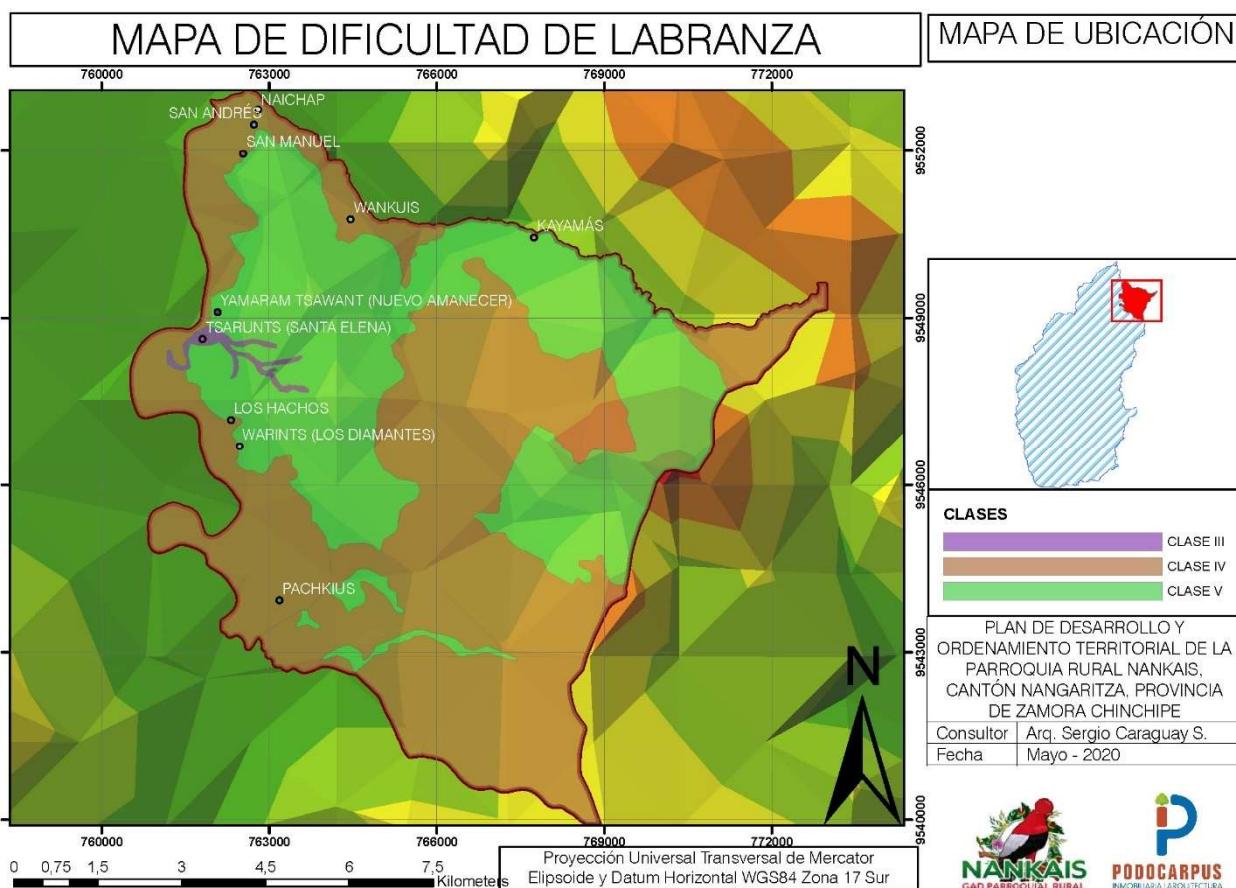 MAPA DE DIFICULTAD DE LABRANZA
MAPA DE UBICACIÓN
760000 763000 766000 769000 772000
NAICHAP
SAN ANDRÉS
SAN MANUEL
9552000
WANKUIS
KAYAMÁS
YAMARAM TSAWANT (NUEVO AMANECER)
9549000
TSARUNTS (SANTA ELENA)
LOS HACHOS
WARINTS (LOS DIAMANTES)
9546000
PACHKIUS
9543000
N
9540000
760000 763000 766000 769000 772000
0 0,75 1,5 3 4,5 6 7,5
Kilometers
Proyección Universal Transversal de Mercator
Elipsoide y Datum Horizontal WGS84 Zona 17 Sur
CLASES
CLASE III
CLASE IV
CLASE V
PLAN DE DESARROLLO Y
ORDENAMIENTO TERRITORIAL DE LA
PARROQUIA RURAL NANKAIS,
CANTÓN NANGARITZA, PROVINCIA
DE ZAMORA CHINCHIPE
Consultor Arq. Sergio Caraguay S.
Fecha Mayo - 2020
NANKAIS
GAD PARROQUIAL RURAL
PODOCARPUS
INMOBILIARIA | ARQUITECTURA